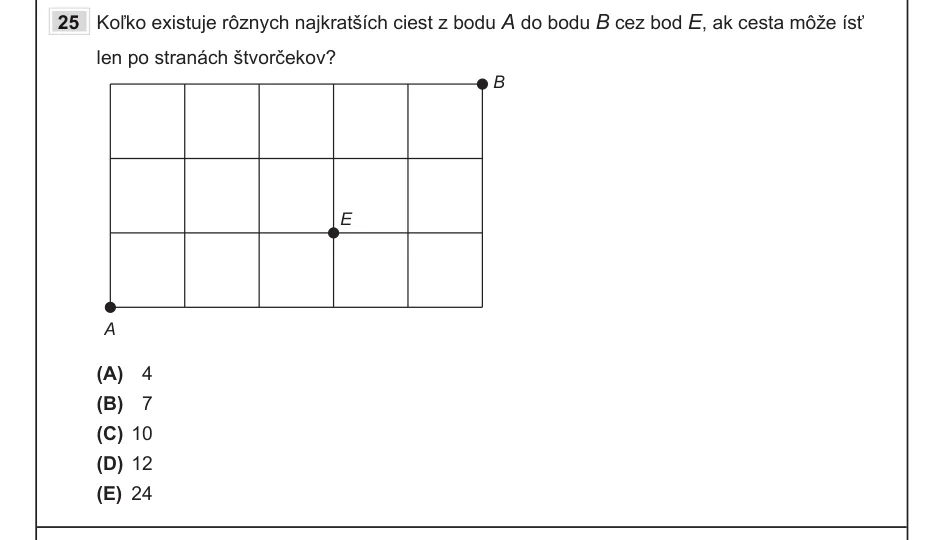 25 Koľko existuje rôznych najkratších ciest z bodu A do bodu B cez bod E, ak cesta môže ísť
len po stranách štvorčekov?
B
E
A
(A) 4
(B) 7
(C) 10
(D) 12
(E) 24